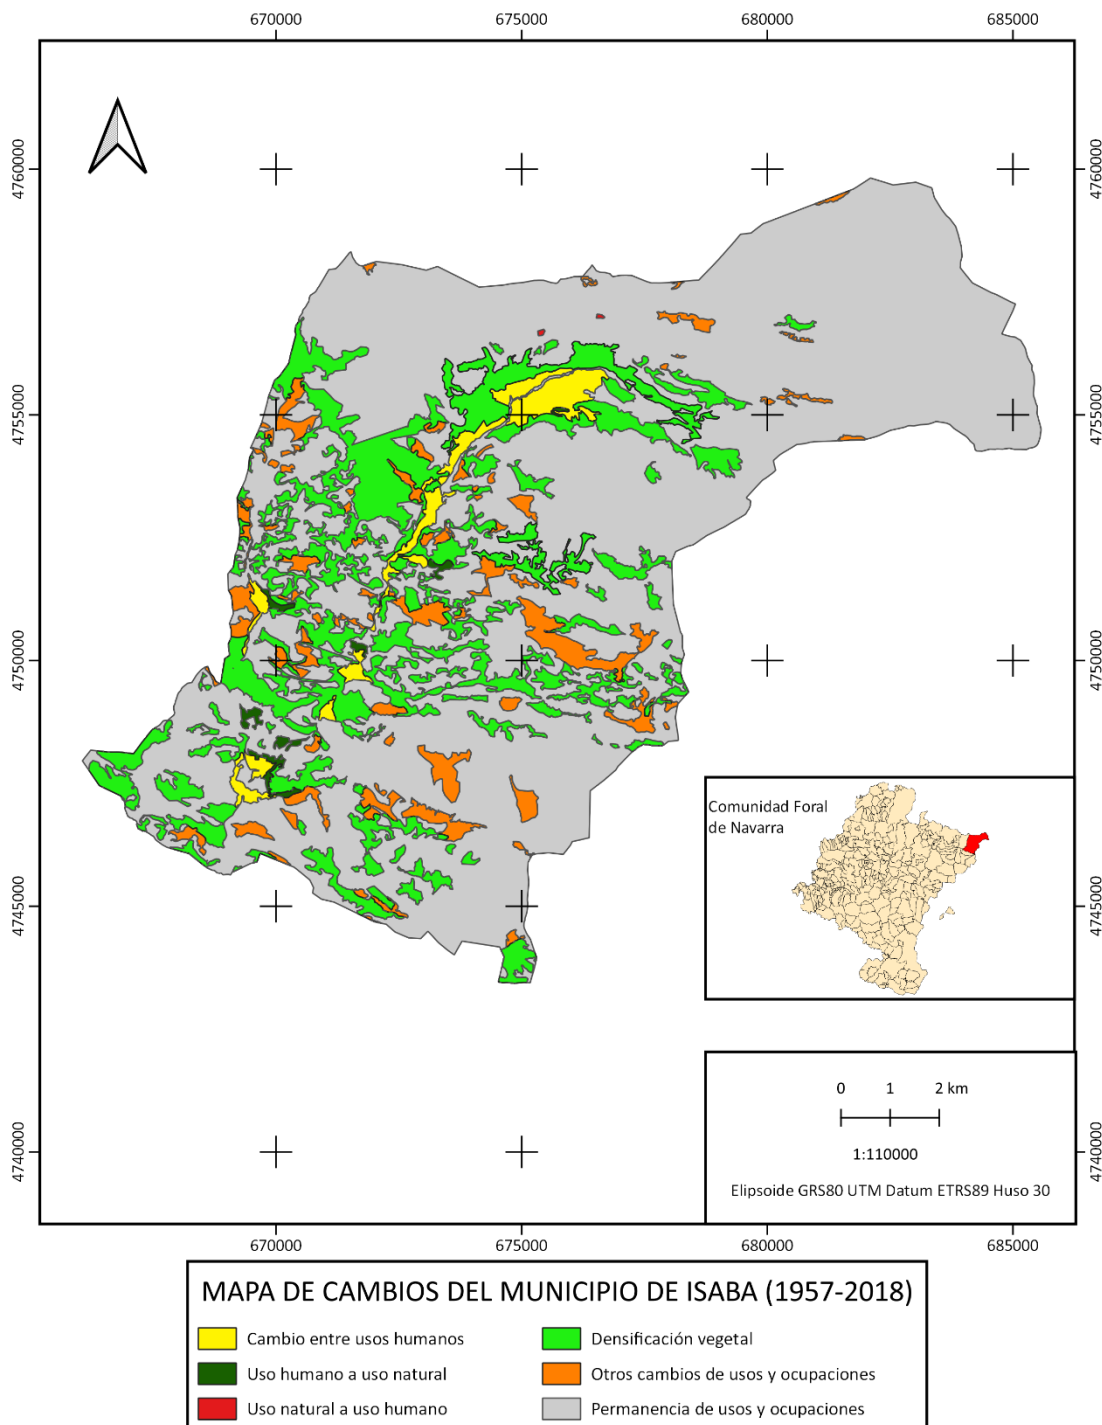 670000 675000 680000 685000
4760000 4760000
4755000 4755000
4750000 4750000
Comunidad Foral
de Navarra
4745000 4745000
0 1 2 km
1:110000
4740000 4740000
Elipsoide GRS80 UTM Datum ETRS89 Huso 30
670000 675000 680000 685000
MAPA DE CAMBIOS DEL MUNICIPIO DE ISABA (1957-2018)
Cambio entre usos humanos
Densificación vegetal
Uso humano a uso natural
Otros cambios de usos y ocupaciones
Uso natural a uso humano
Permanencia de usos y ocupaciones